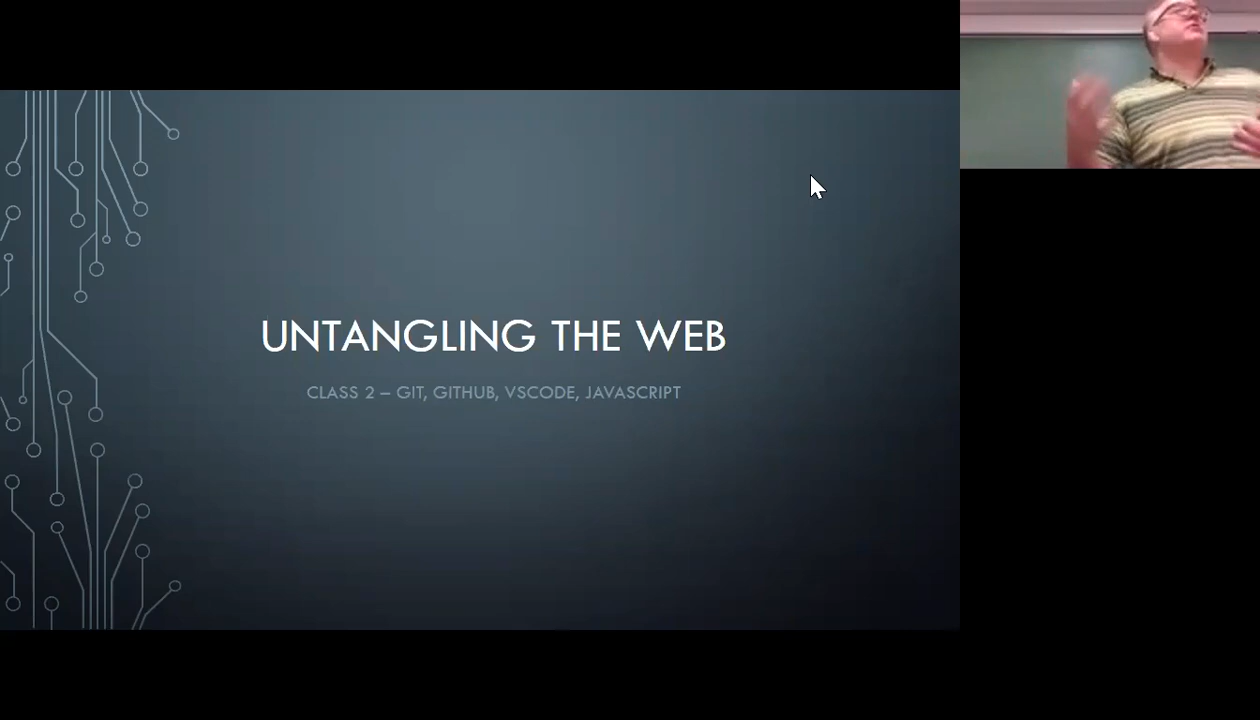 UNTANGLING THE WEB
CLASS 2 – GIT, GITHUB, VSCODE, JAVASCRIPT